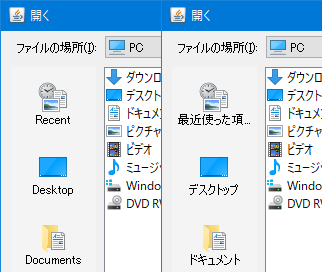 開く
ファイルの場所(I):
PC
Recent
Desktop
Documents
ダウンロ
デスクト
ドキュメ
ピクチャ
ビデオ
ミュージ
Windo
DVD RV
開く
ファイルの場所(I):
PC
最近使った項...
デスクトップ
ドキュメント
ダウンロ
デスクト
ドキュメ
ピクチャ
ビデオ
ミュージ
Windo
DVD RV